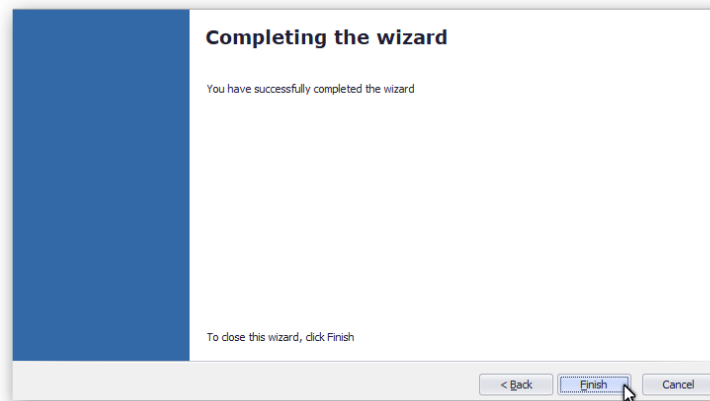 Completing the wizard
You have successfully completed the wizard
To close this wizard, click Finish
< Back
Finish
Cancel